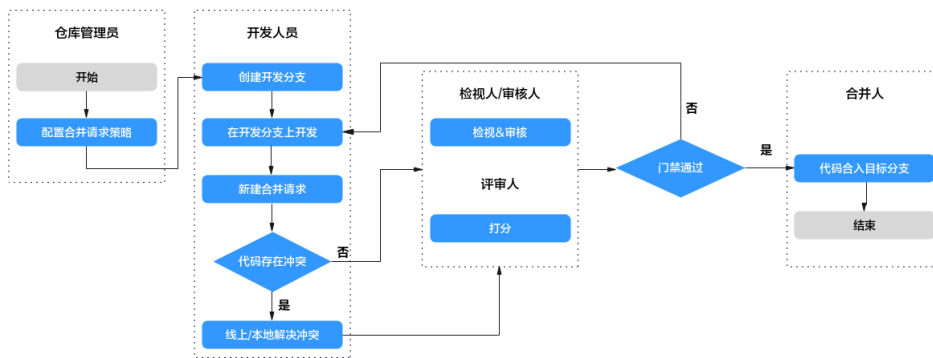 仓库管理员
开始
配置合并请求策略
开发人员
创建开发分支
在开发分支上开发
新建合并请求
代码存在冲突
否
是
线上/本地解决冲突
检视人/审核人
检视&审核
评审人
打分
门禁通过
否
是
合并人
代码合入目标分支
结束